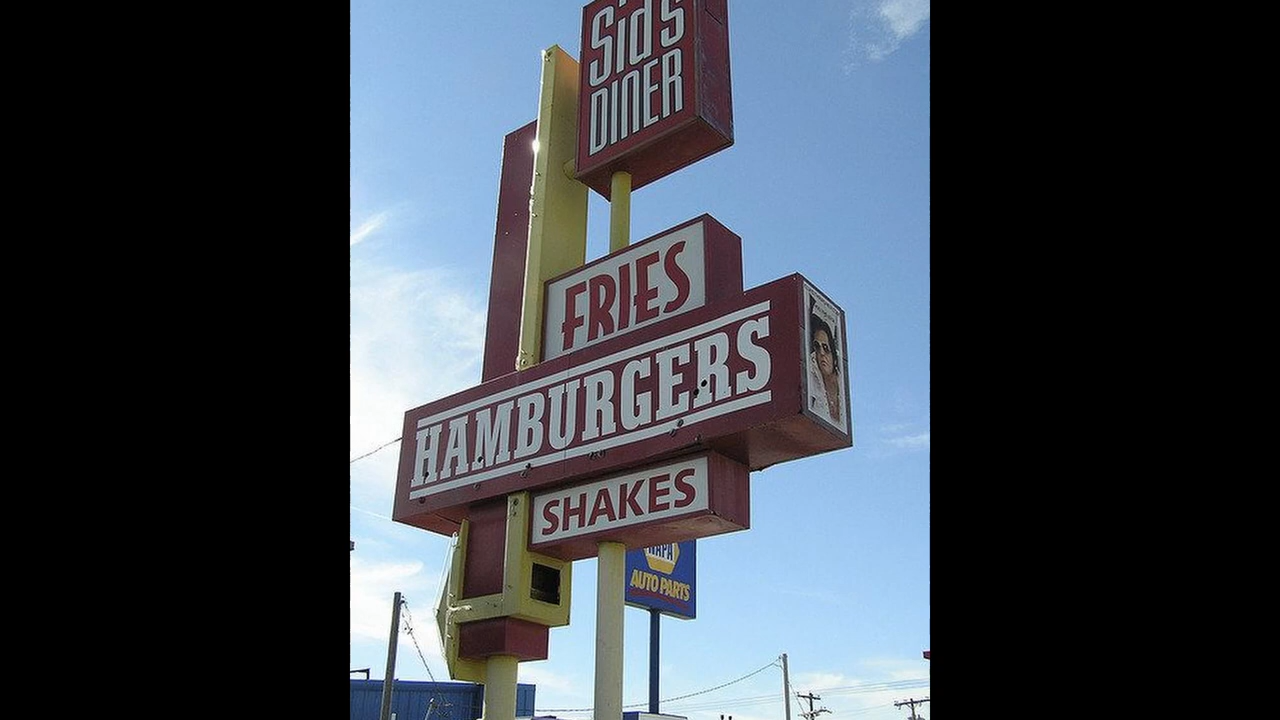 Sid's
DINER
FRIES
HAMBURGERS
SHAKES
NAPA
AUTO PARTS